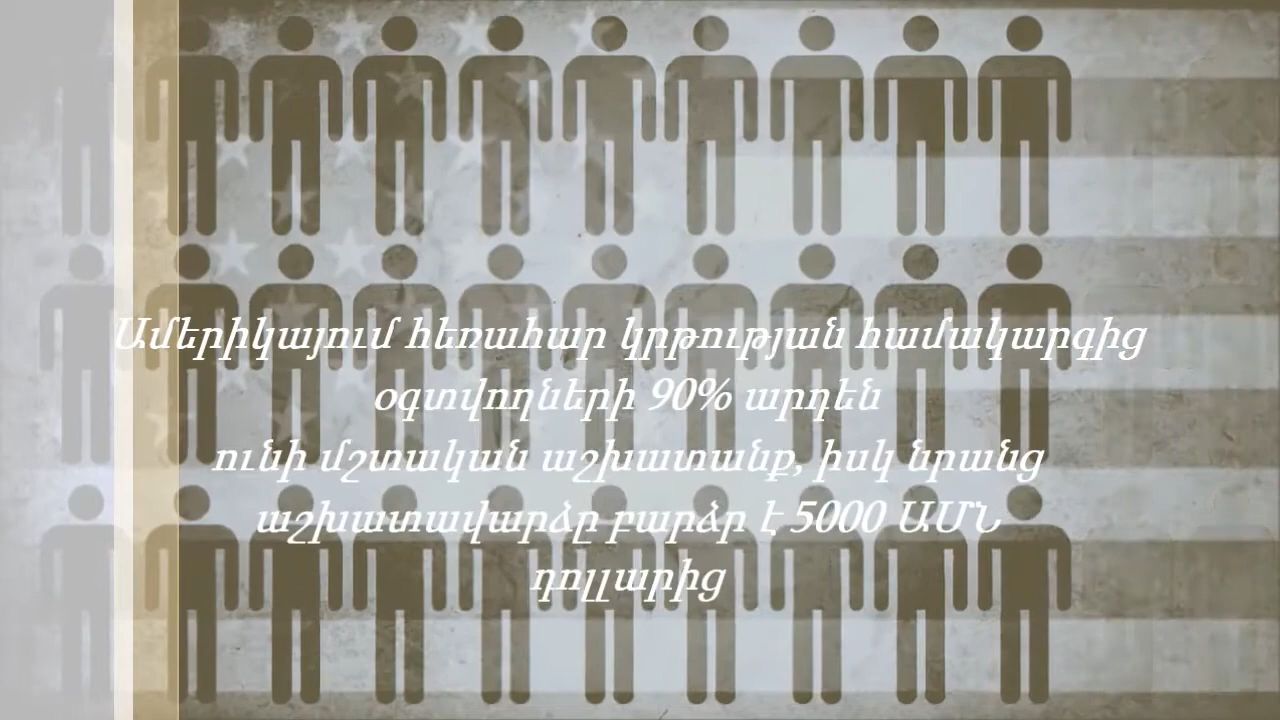 Ամերիկայում հեռահար կրթության համակարգից
օգտվողների 90% արդեն
ունի մշտական աշխատանք, իսկ նրանց
աշխատավարձը բարձր է 5000 ԱՄՆ
դոլլարից